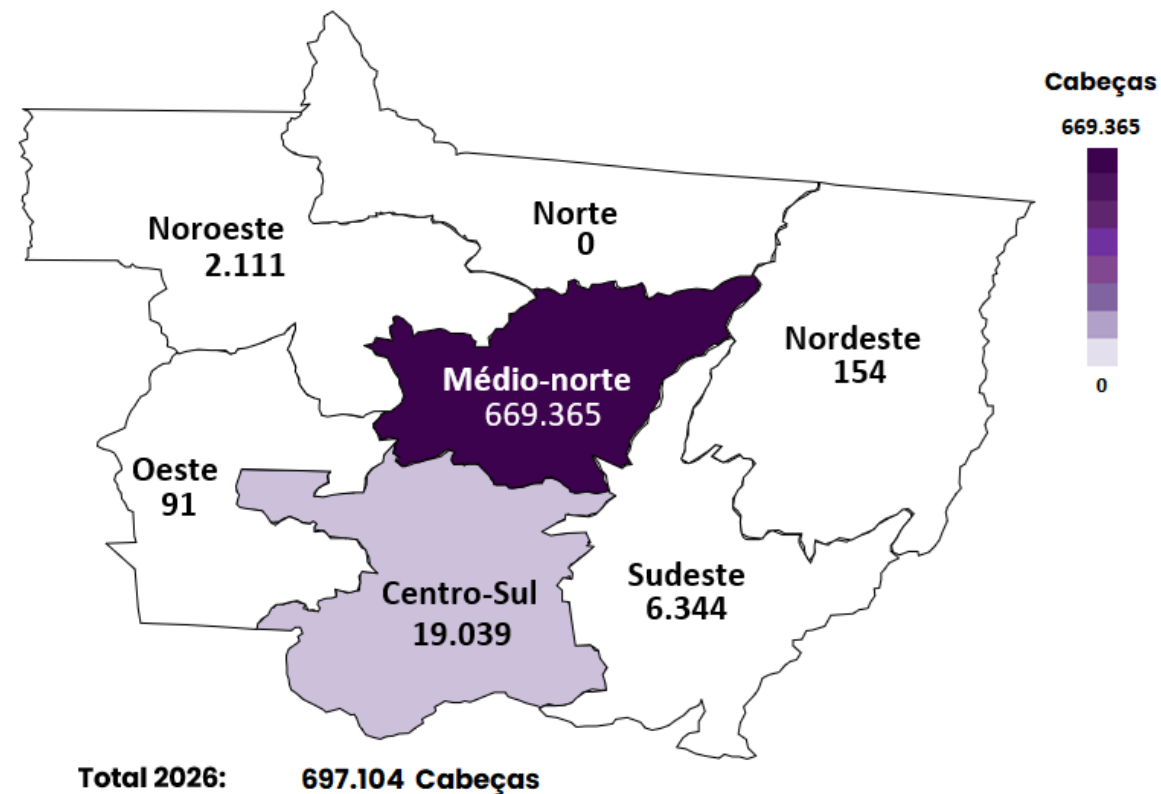 Cabeças
669.365
0
Norte
0
Noroeste
2.111
Nordeste
154
Médio-norte
669.365
Oeste
91
Centro-Sul
19.039
Sudeste
6.344
Total 2026: 697.104 Cabeças